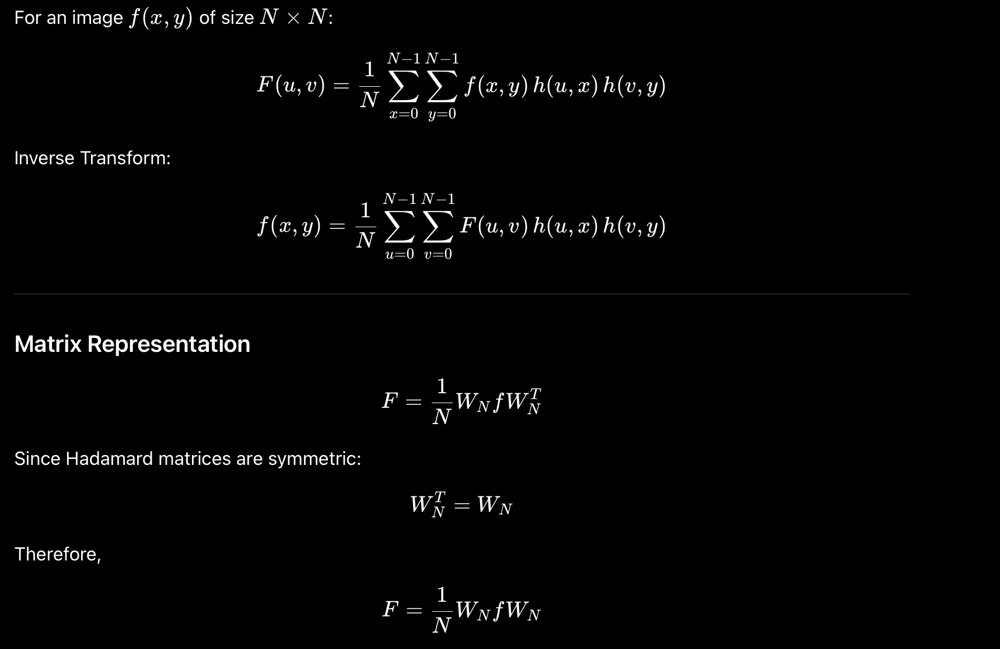 For an image f(x, y) of size N × N:
F(u, v) = \frac{1}{N} \sum_{x=0}^{N-1} \sum_{y=0}^{N-1} f(x, y) h(u, x) h(v, y)
Inverse Transform:
f(x, y) = \frac{1}{N} \sum_{u=0}^{N-1} \sum_{v=0}^{N-1} F(u, v) h(u, x) h(v, y)
Matrix Representation
F = \frac{1}{N} W_N f W_N^T
Since Hadamard matrices are symmetric:
W_N^T = W_N
Therefore,
F = \frac{1}{N} W_N f W_N